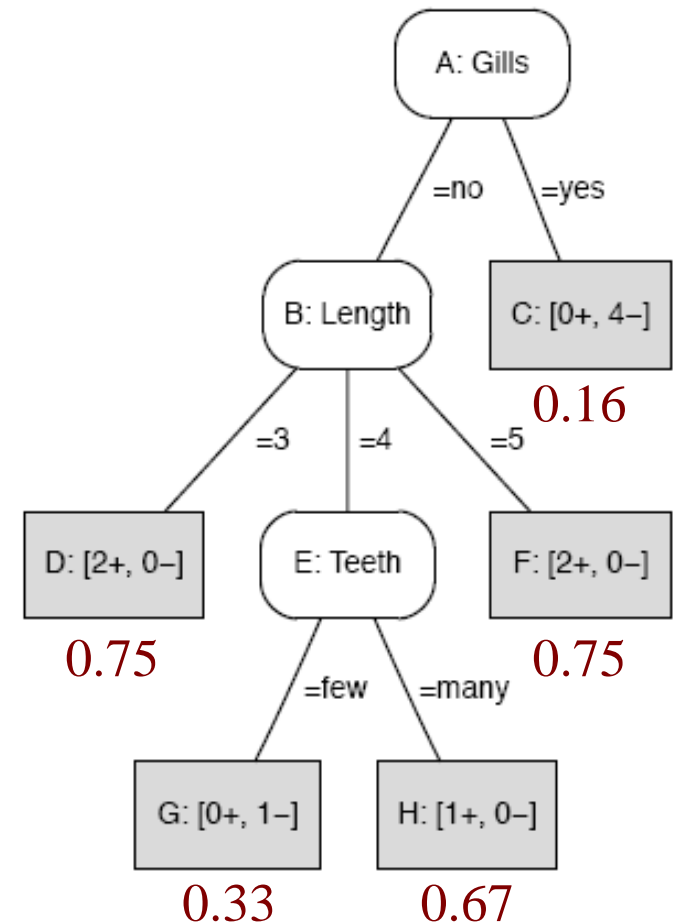 A: Gills
=no
=yes
B: Length
C: [0+, 4−]
0.16
=3
=4
=5
D: [2+, 0−]
E: Teeth
F: [2+, 0−]
0.75
0.75
=few
=many
G: [0+, 1−]
H: [1+, 0−]
0.33
0.67